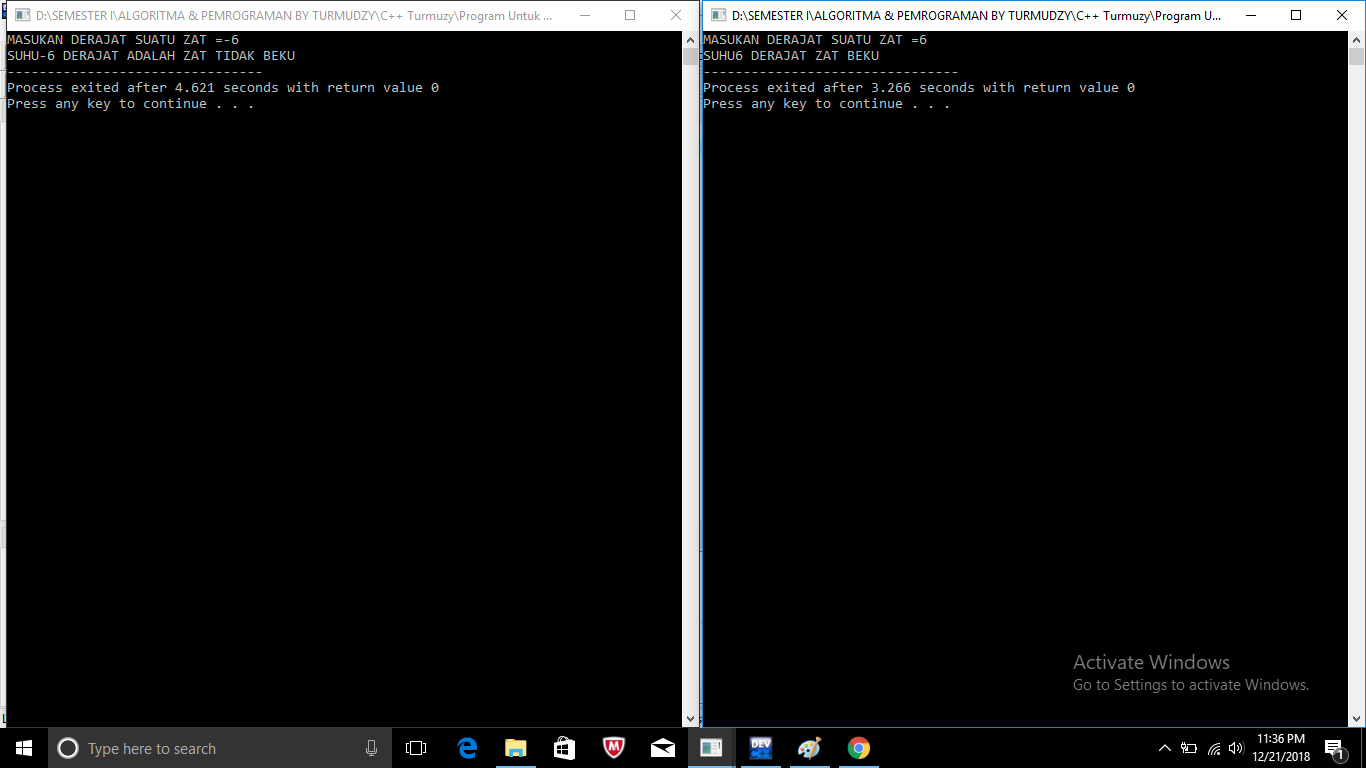 D:\SEMESTER I\ALGORITMA & PEMROGRAMAN BY TURMUDZY\C++ Turmuzy\Program Untuk ...
MASUKAN DERAJAT SUATU ZAT =-6
SUHU-6 DERAJAT ADALAH ZAT TIDAK BEKU
--------------------------------
Process exited after 4.621 seconds with return value 0
Press any key to continue . . .
D:\SEMESTER I\ALGORITMA & PEMROGRAMAN BY TURMUDZY\C++ Turmuzy\Program U...
MASUKAN DERAJAT SUATU ZAT =6
SUHU6 DERAJAT ZAT BEKU
--------------------------------
Process exited after 3.266 seconds with return value 0
Press any key to continue . . .
Activate Windows
Go to Settings to activate Windows.
Type here to search
DEV
11:36 PM
12/21/2018
1